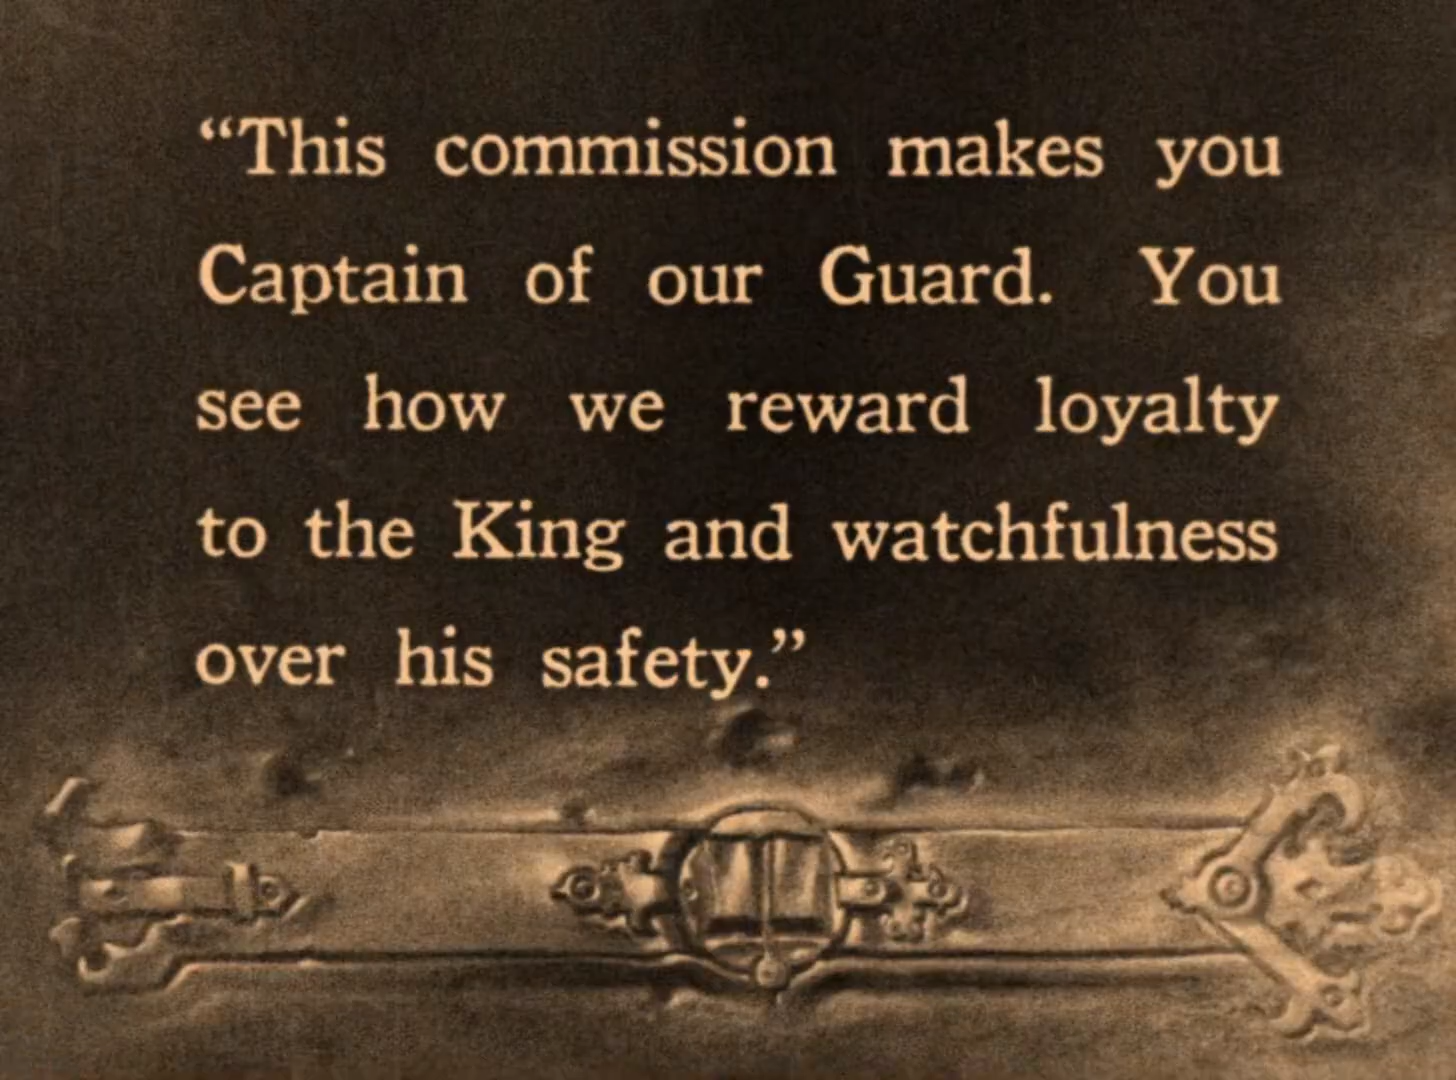 “This commission makes you
Captain of our Guard. You
see how we reward loyalty
to the King and watchfulness
over his safety.”